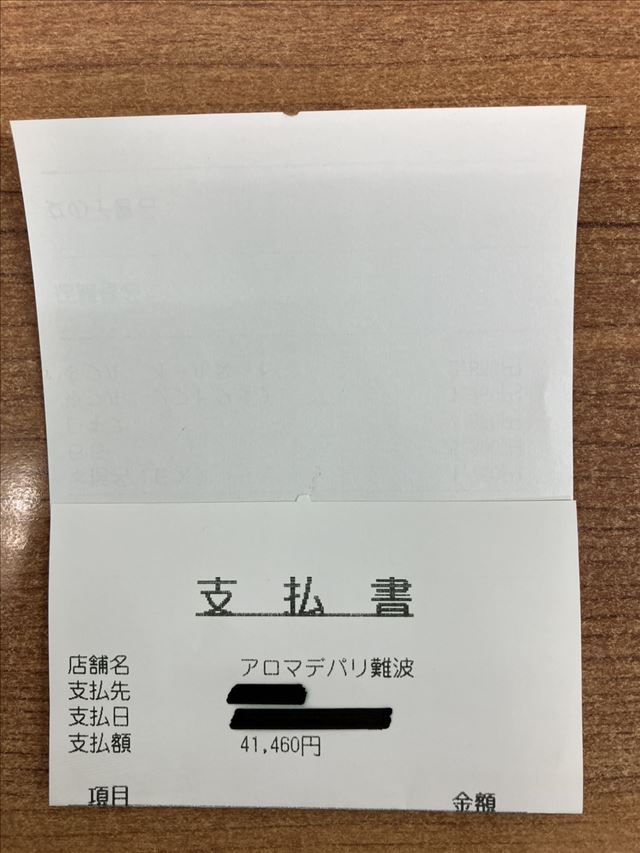 支 払 書
店舗名 アロマデパリ難波
支払先
支払日
支払額 41,460円
項目 金額